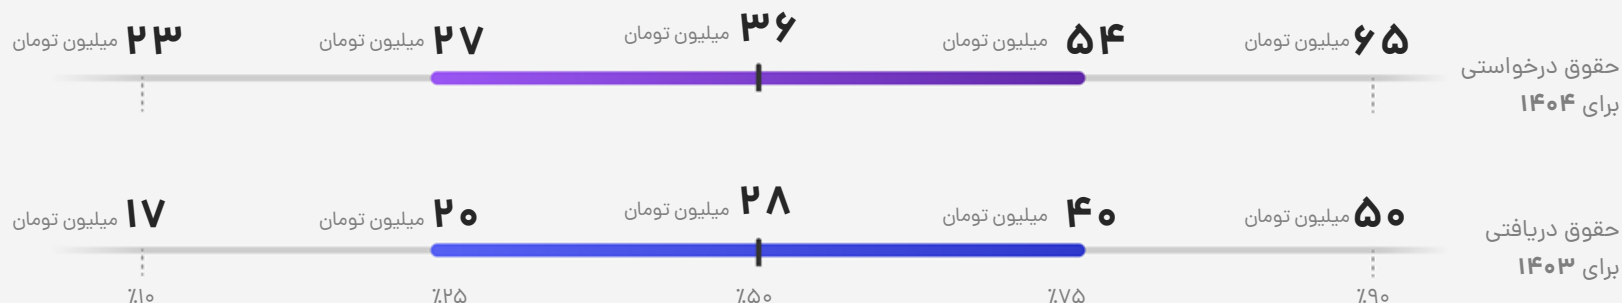 حقوق درخواستی
برای ۱۴۰۴
۶۵ میلیون تومان
۵۴ میلیون تومان
۳۶ میلیون تومان
۲۷ میلیون تومان
۲۳ میلیون تومان
حقوق دریافتی
برای ۱۴۰۳
۵۰ میلیون تومان
۴۰ میلیون تومان
۲۸ میلیون تومان
۲۰ میلیون تومان
۱۷ میلیون تومان
٪۹۰
٪۷۵
٪۵۰
٪۲۵
٪۱۰